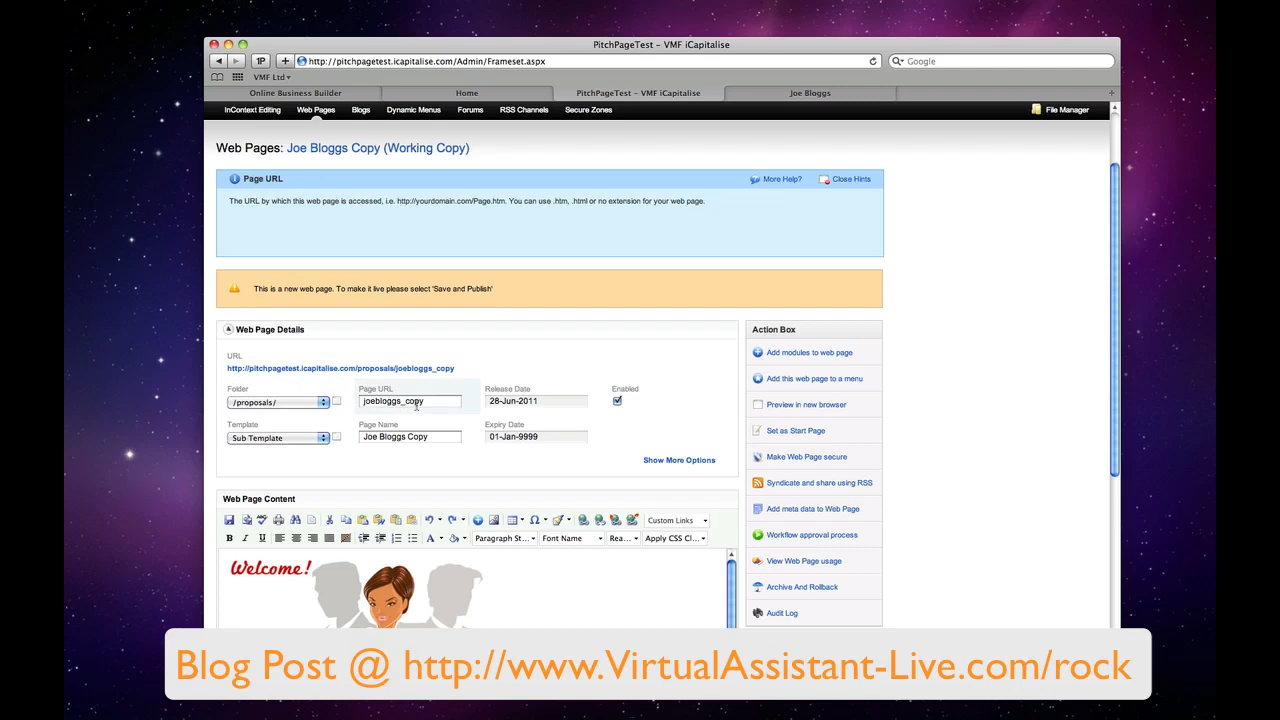 PitchPageTest – VMF iCapitalise
1P
http://pitchpagetest.icapitalise.com/Admin/Frameset.aspx
Google
VMF Ltd
Online Business Builder
Home
PitchPageTest – VMF iCapitalise
Joe Bloggs
InContext Editing
Web Pages
Blogs
Dynamic Menus
Forums
RSS Channels
Secure Zones
File Manager
Web Pages: Joe Bloggs Copy (Working Copy)
Page URL
More Help?
Close Hints
The URL by which this web page is accessed, i.e. http://yourdomain.com/Page.htm. You can use .htm, .html or no extension for your web page.
This is a new web page. To make it live please select 'Save and Publish'
Web Page Details
URL
http://pitchpagetest.icapitalise.com/proposals/joebloggs_copy
Folder
Page URL
Release Date
Enabled
/proposals/
joebloggs_copy
28-Jun-2011
Template
Page Name
Expiry Date
Sub Template
Joe Bloggs Copy
01-Jan-9999
Show More Options
Web Page Content
Custom Links
B I U
A
Paragraph St...
Font Name
Rea...
Apply CSS Cl...
Welcome!
Action Box
Add modules to web page
Add this web page to a menu
Preview in new browser
Set as Start Page
Make Web Page secure
Syndicate and share using RSS
Add meta data to Web Page
Workflow approval process
View Web Page usage
Archive And Rollback
Audit Log
Blog Post @ http://www.VirtualAssistant-Live.com/rock